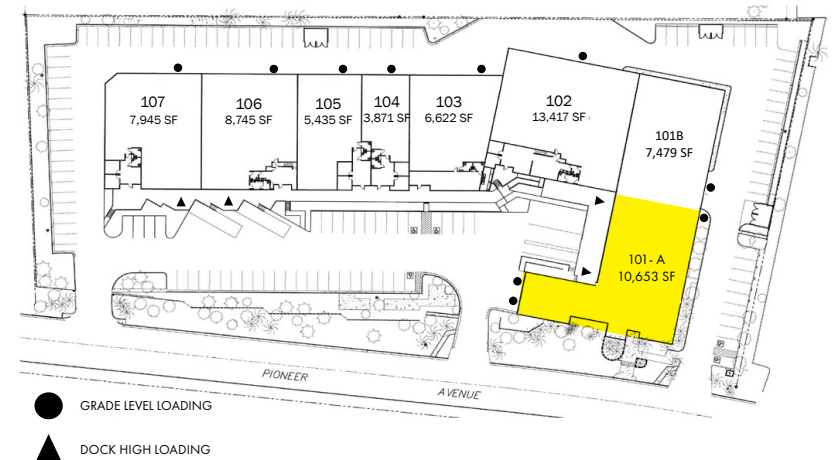 107
7,945 SF
106
8,745 SF
105
5,435 SF
104
3,871 SF
103
6,622 SF
102
13,417 SF
101B
7,479 SF
101- A
10,653 SF
PIONEER AVENUE
GRADE LEVEL LOADING
DOCK HIGH LOADING